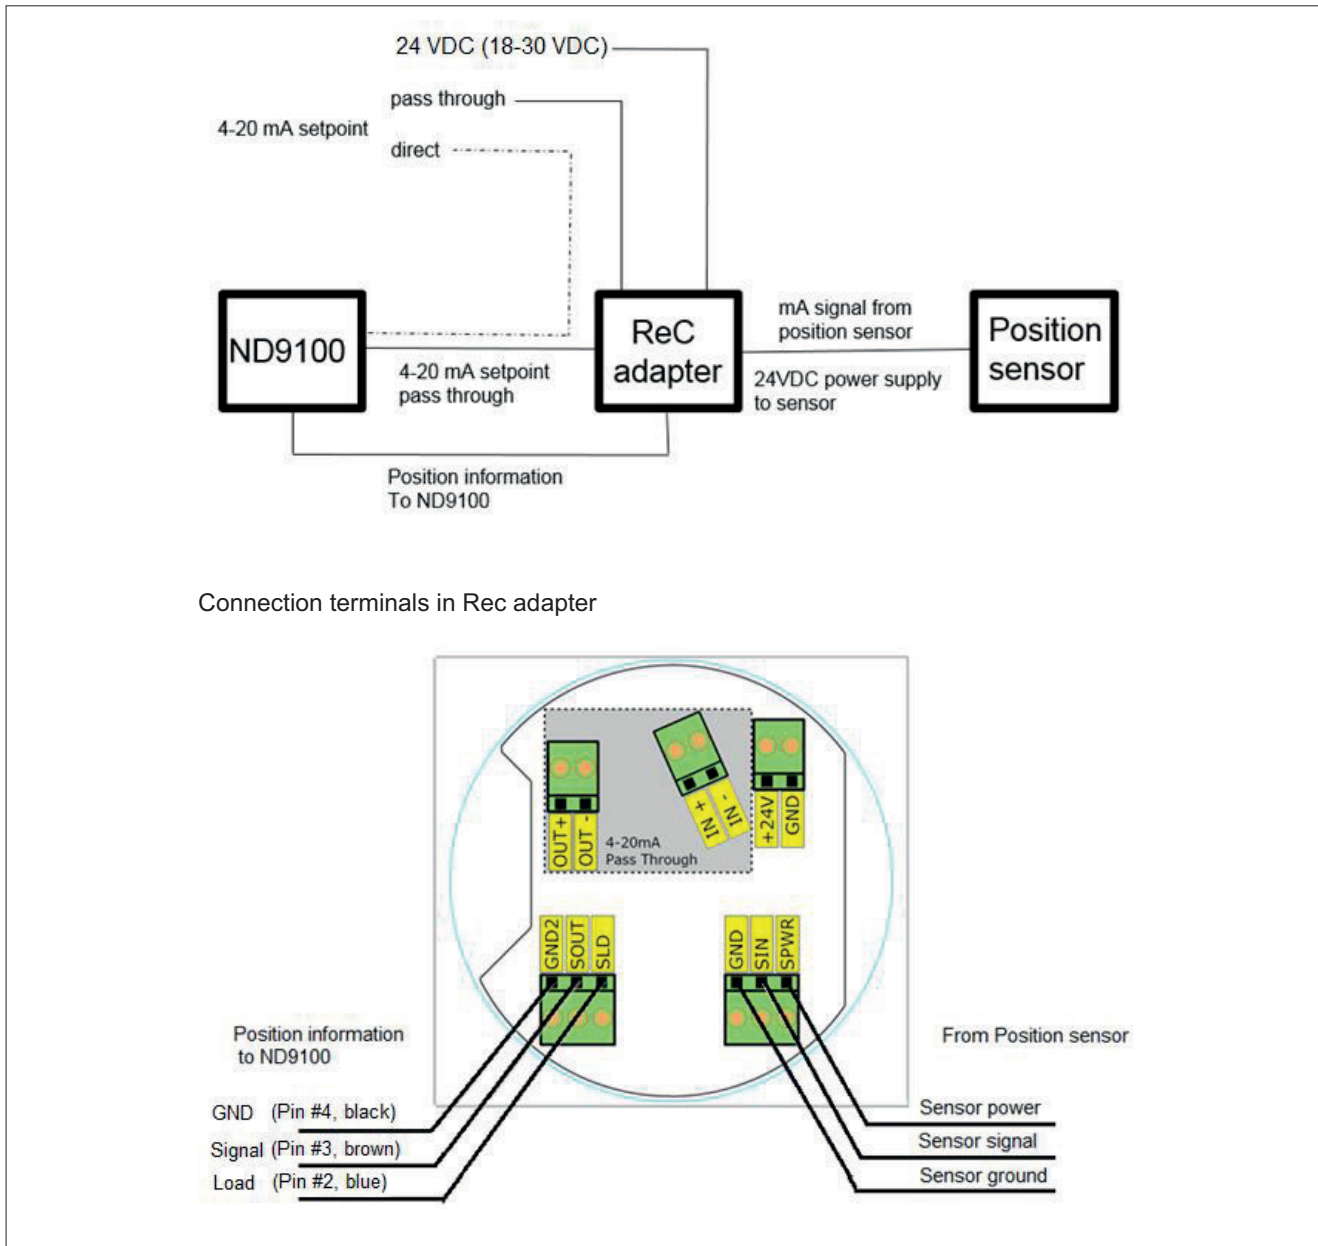 24 VDC (18-30 VDC)
pass through
4-20 mA setpoint
direct
ND9100
ReC
adapter
mA signal from
position sensor
Position
sensor
4-20 mA setpoint
pass through
24VDC power supply
to sensor
Position information
To ND9100
Connection terminals in Rec adapter
OUT+
OUT -
4-20mA
Pass Through
IN +
IN -
+24V
GND
GND2
SOUT
SLD
GND
SIN
SPWR
Position information
to ND9100
From Position sensor
GND (Pin #4, black)
Signal (Pin #3, brown)
Load (Pin #2, blue)
Sensor power
Sensor signal
Sensor ground